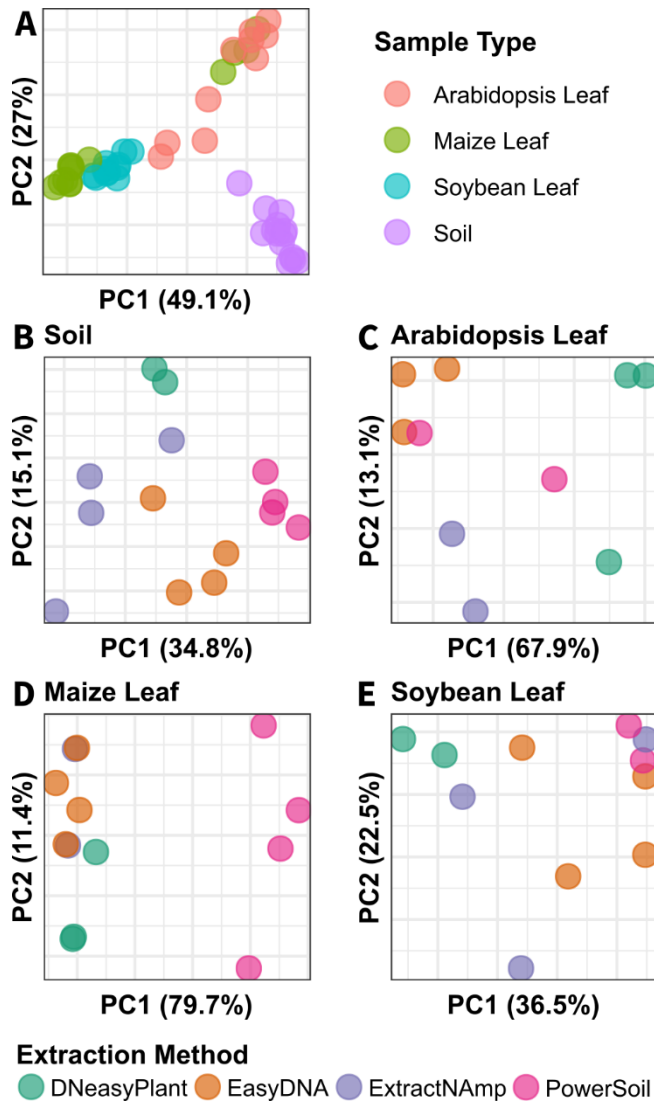 A
PC2 (27%)
PC1 (49.1%)
Sample Type
Arabidopsis Leaf
Maize Leaf
Soybean Leaf
Soil
B Soil
PC2 (15.1%)
PC1 (34.8%)
C Arabidopsis Leaf
PC2 (13.1%)
PC1 (67.9%)
D Maize Leaf
PC2 (11.4%)
PC1 (79.7%)
E Soybean Leaf
PC2 (22.5%)
PC1 (36.5%)
Extraction Method
DNeasyPlant EasyDNA ExtractNAmp PowerSoil